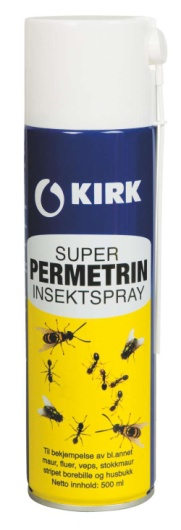 KIRK
SUPER
PERMETRIN
INSEKTSPRAY
Til bekjempelse av bl.annet
maur, fluer, veps, stokkmaur
stripet borebille og husbukk
Netto innhold: 500 ml